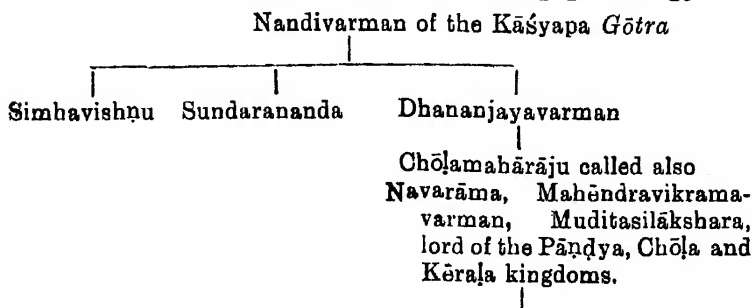 Nandivarman of the Kāśyapa Gōtra
Simhavishṇu Sundarananda Dhananjayavarman
Chōḷamahārāju called also
Navarāma, Mahēndravikrama-
varman, Muditasilākshara,
lord of the Pāṇḍya, Chōḷa and
Kēraḷa kingdoms.